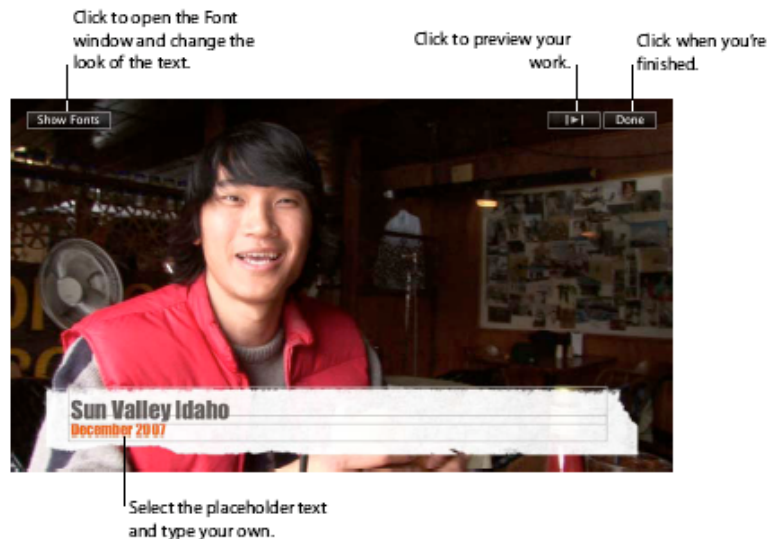 Click to open the Font
window and change the
look of the text.
Click to preview your
work.
Click when you're
finished.
Show Fonts
Done
Sun Valley Idaho
December 2007
Select the placeholder text
and type your own.